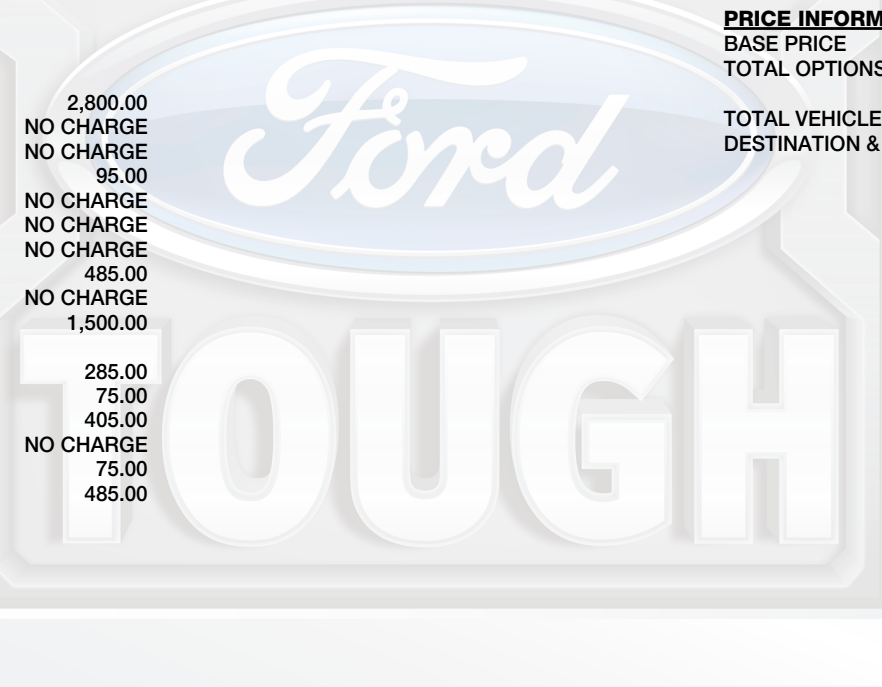 2,800.00
NO CHARGE
NO CHARGE
95.00
NO CHARGE
NO CHARGE
NO CHARGE
485.00
NO CHARGE
1,500.00
285.00
75.00
405.00
NO CHARGE
75.00
485.00
PRICE INFORM
BASE PRICE
TOTAL OPTIONS
TOTAL VEHICLE
DESTINATION &
Ford
TOUGH